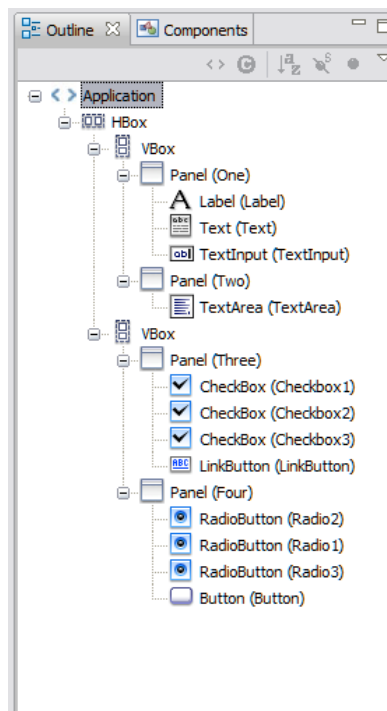 Outline Components
Application
HBox
VBox
Panel (One)
Label (Label)
Text (Text)
TextInput (TextInput)
Panel (Two)
TextArea (TextArea)
VBox
Panel (Three)
CheckBox (Checkbox1)
CheckBox (Checkbox2)
CheckBox (Checkbox3)
LinkButton (LinkButton)
Panel (Four)
RadioButton (Radio2)
RadioButton (Radio1)
RadioButton (Radio3)
Button (Button)